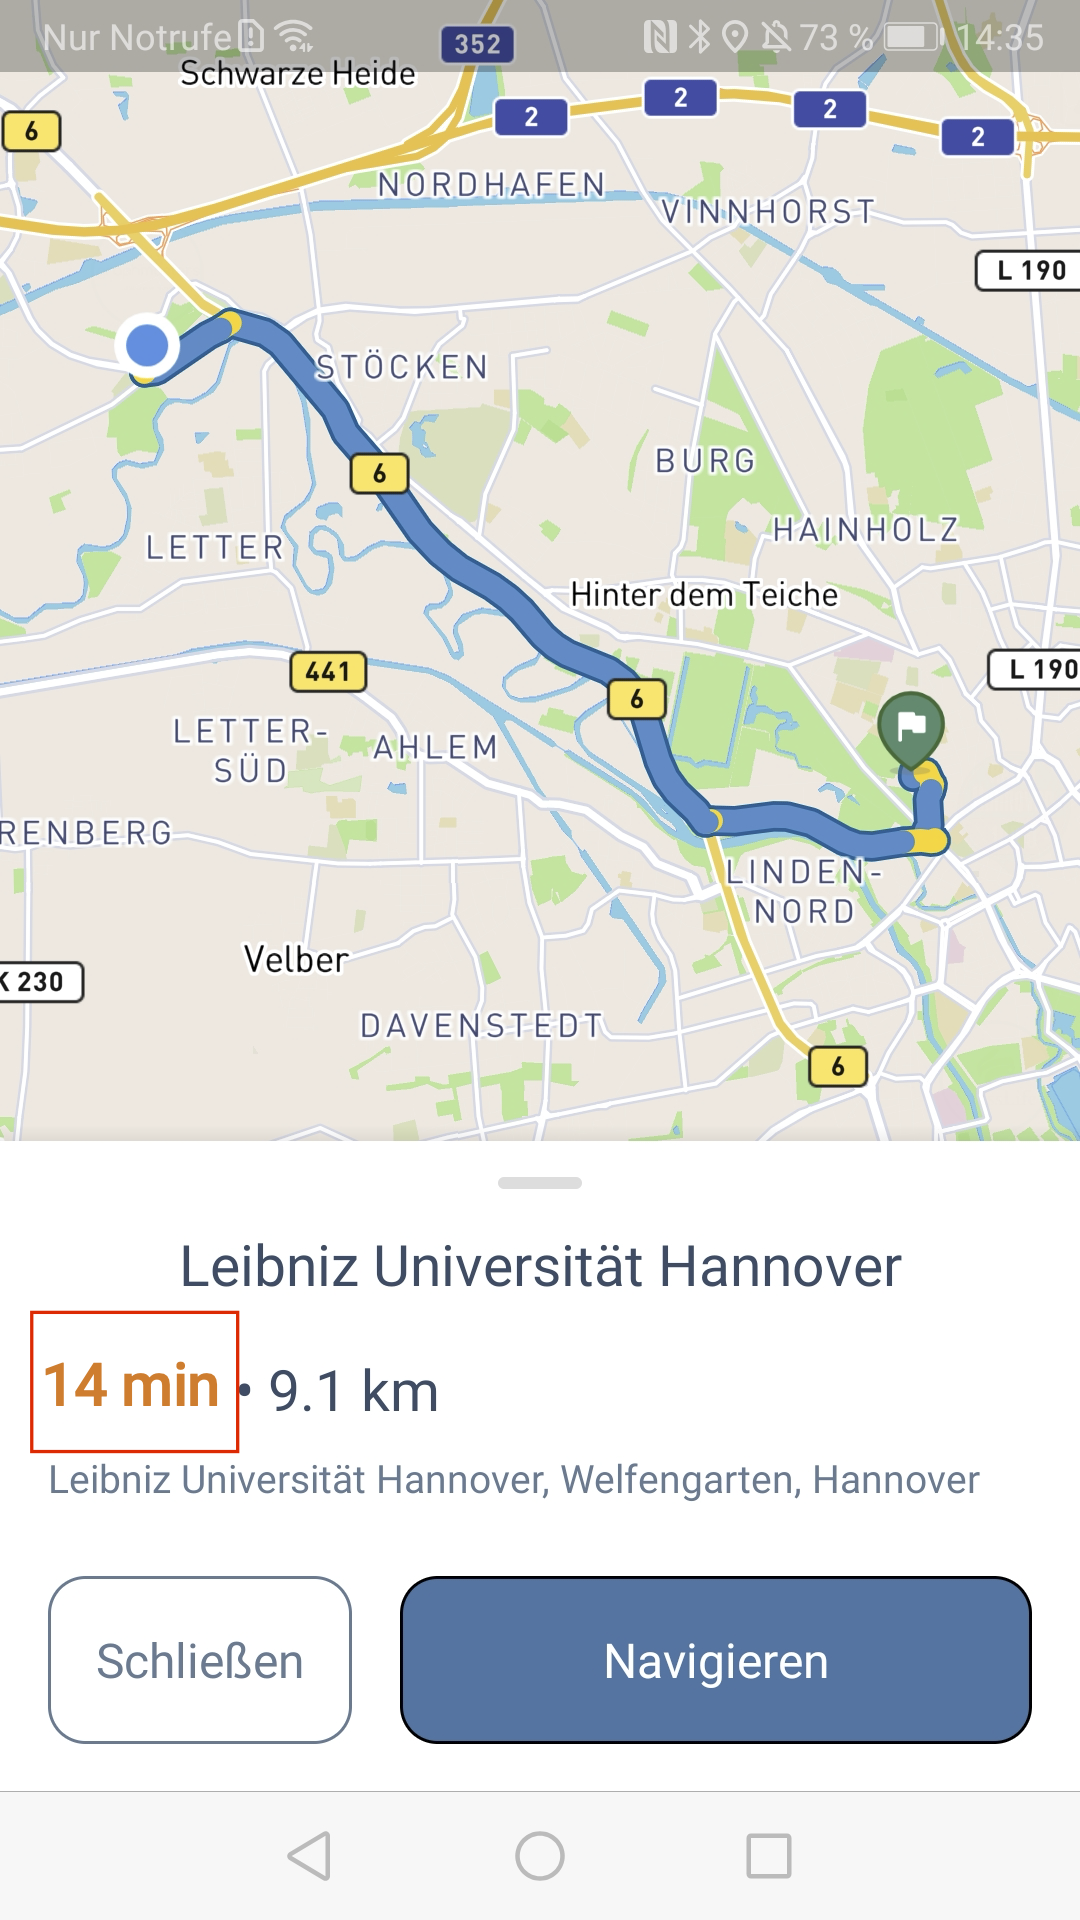 Nur Notrufe
73 %
14:35
352
Schwarze Heide
2
2
2
2
6
NORDHAFEN
VINNHORST
L 190
STÖCKEN
BURG
6
HAINHOLZ
LETTER
Hinter dem Teiche
441
L 190
6
LETTER-
SÜD
AHLEM
RENBERG
LINDEN-
NORD
Velber
K 230
DAVENSTEDT
6
Leibniz Universität Hannover
14 min • 9.1 km
Leibniz Universität Hannover, Welfengarten, Hannover
Schließen
Navigieren